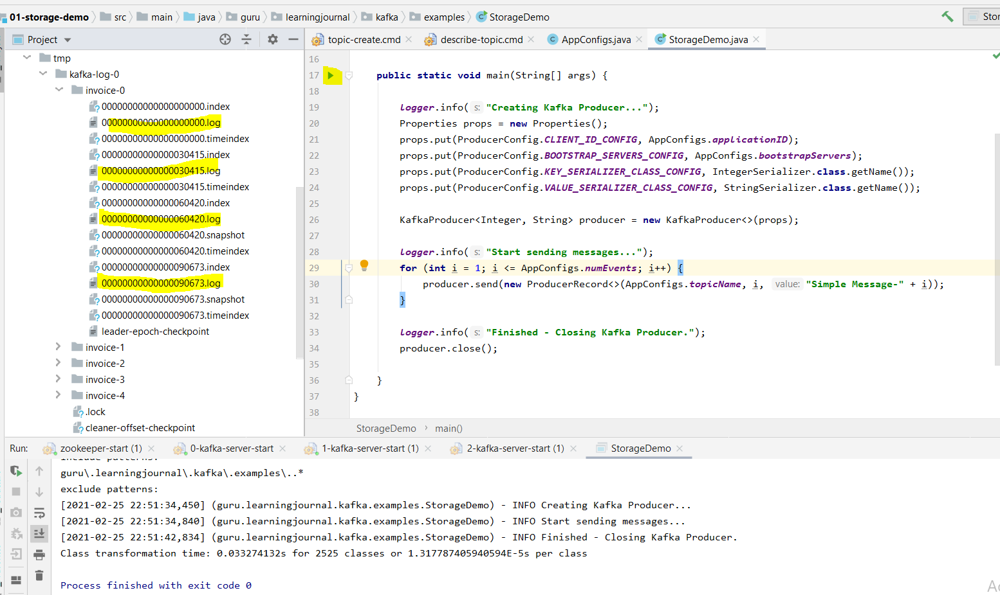 01-storage-demo src main java guru learningjournal kafka examples StorageDemo
Project
topic-create.cmd describe-topic.cmd AppConfigs.java StorageDemo.java
tmp
kafka-log-0
invoice-0
00000000000000000000.index
00000000000000000000.log
00000000000000000000.timeindex
00000000000000030415.index
00000000000000030415.log
00000000000000030415.timeindex
00000000000000060420.index
00000000000000060420.log
00000000000000060420.snapshot
00000000000000060420.timeindex
00000000000000090673.index
00000000000000090673.log
00000000000000090673.snapshot
00000000000000090673.timeindex
leader-epoch-checkpoint
invoice-1
invoice-2
invoice-3
invoice-4
.lock
cleaner-offset-checkpoint
16
17 public static void main(String[] args) {
18
19 logger.info( s: "Creating Kafka Producer...");
20 Properties props = new Properties();
21 props.put(ProducerConfig.CLIENT_ID_CONFIG, AppConfigs.applicationID);
22 props.put(ProducerConfig.BOOTSTRAP_SERVERS_CONFIG, AppConfigs.bootstrapServers);
23 props.put(ProducerConfig.KEY_SERIALIZER_CLASS_CONFIG, IntegerSerializer.class.getName());
24 props.put(ProducerConfig.VALUE_SERIALIZER_CLASS_CONFIG, StringSerializer.class.getName());
25
26 KafkaProducer<Integer, String> producer = new KafkaProducer<>(props);
27
28 logger.info( s: "Start sending messages...");
29 for (int i = 1; i <= AppConfigs.numEvents; i++) {
30 producer.send(new ProducerRecord<>(AppConfigs.topicName, i, value: "Simple Message-" + i));
31 }
32
33 logger.info( s: "Finished - Closing Kafka Producer.");
34 producer.close();
35
36 }
37 }
38
StorageDemo main()
Run: zookeeper-start (1) 0-kafka-server-start 1-kafka-server-start (1) 2-kafka-server-start (1) StorageDemo
include patterns:
guru\.learningjournal\.kafka\.examples\..*
exclude patterns:
[2021-02-25 22:51:34,450] (guru.learningjournal.kafka.examples.StorageDemo) - INFO Creating Kafka Producer...
[2021-02-25 22:51:34,840] (guru.learningjournal.kafka.examples.StorageDemo) - INFO Start sending messages...
[2021-02-25 22:51:42,834] (guru.learningjournal.kafka.examples.StorageDemo) - INFO Finished - Closing Kafka Producer.
Class transformation time: 0.033274132s for 2525 classes or 1.317787405940594E-5s per class
Process finished with exit code 0